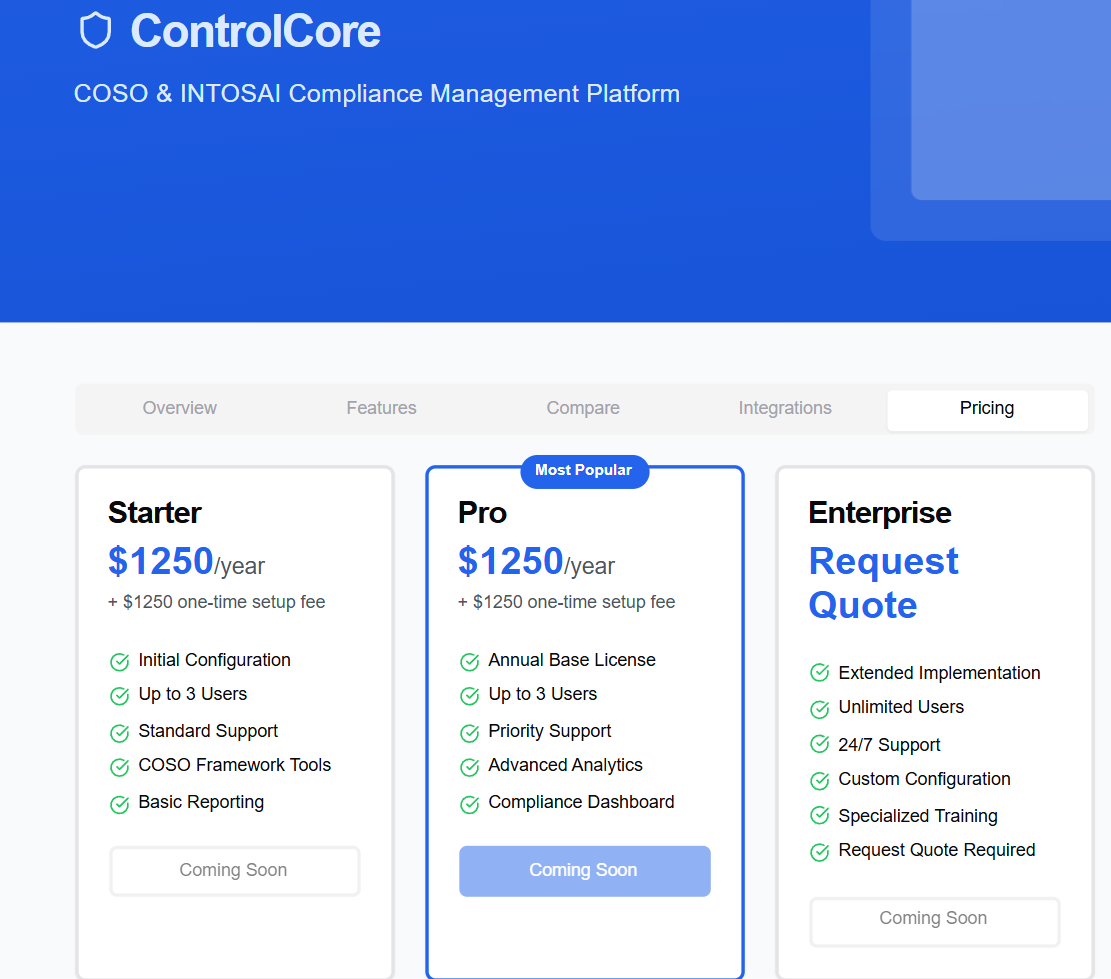 ControlCore
COSO & INTOSAI Compliance Management Platform
Overview
Features
Compare
Integrations
Pricing
Starter
$1250/year
+ $1250 one-time setup fee
Initial Configuration
Up to 3 Users
Standard Support
COSO Framework Tools
Basic Reporting
Coming Soon
Most Popular
Pro
$1250/year
+ $1250 one-time setup fee
Annual Base License
Up to 3 Users
Priority Support
Advanced Analytics
Compliance Dashboard
Coming Soon
Enterprise
Request
Quote
Extended Implementation
Unlimited Users
24/7 Support
Custom Configuration
Specialized Training
Request Quote Required
Coming Soon